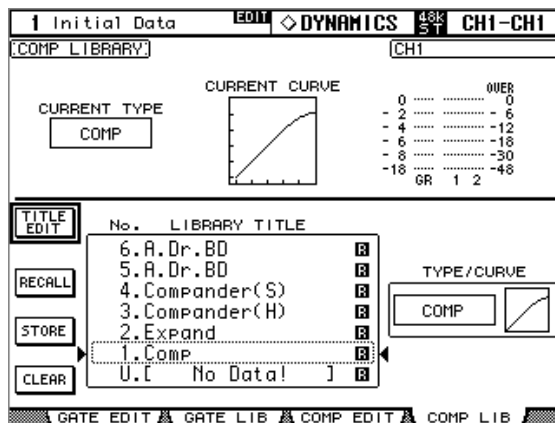 1 Initial Data EDIT ◇DYNAMICS 48k ST CH1-CH1
COMP LIBRARY CH1
CURRENT TYPE
COMP
CURRENT CURVE
OVER
0 0
- 2 - 6
- 4 -12
- 6 -18
- 8 -30
-18 -48
GR 1 2
TITLE EDIT
RECALL
STORE
CLEAR
No. LIBRARY TITLE
6.A.Dr.BD R
5.A.Dr.BD R
4.Compander(S) R
3.Compander(H) R
2.Expand R
1.Comp R
U.[ No Data! ] R
TYPE/CURVE
COMP
GATE EDIT GATE LIB COMP EDIT COMP LIB